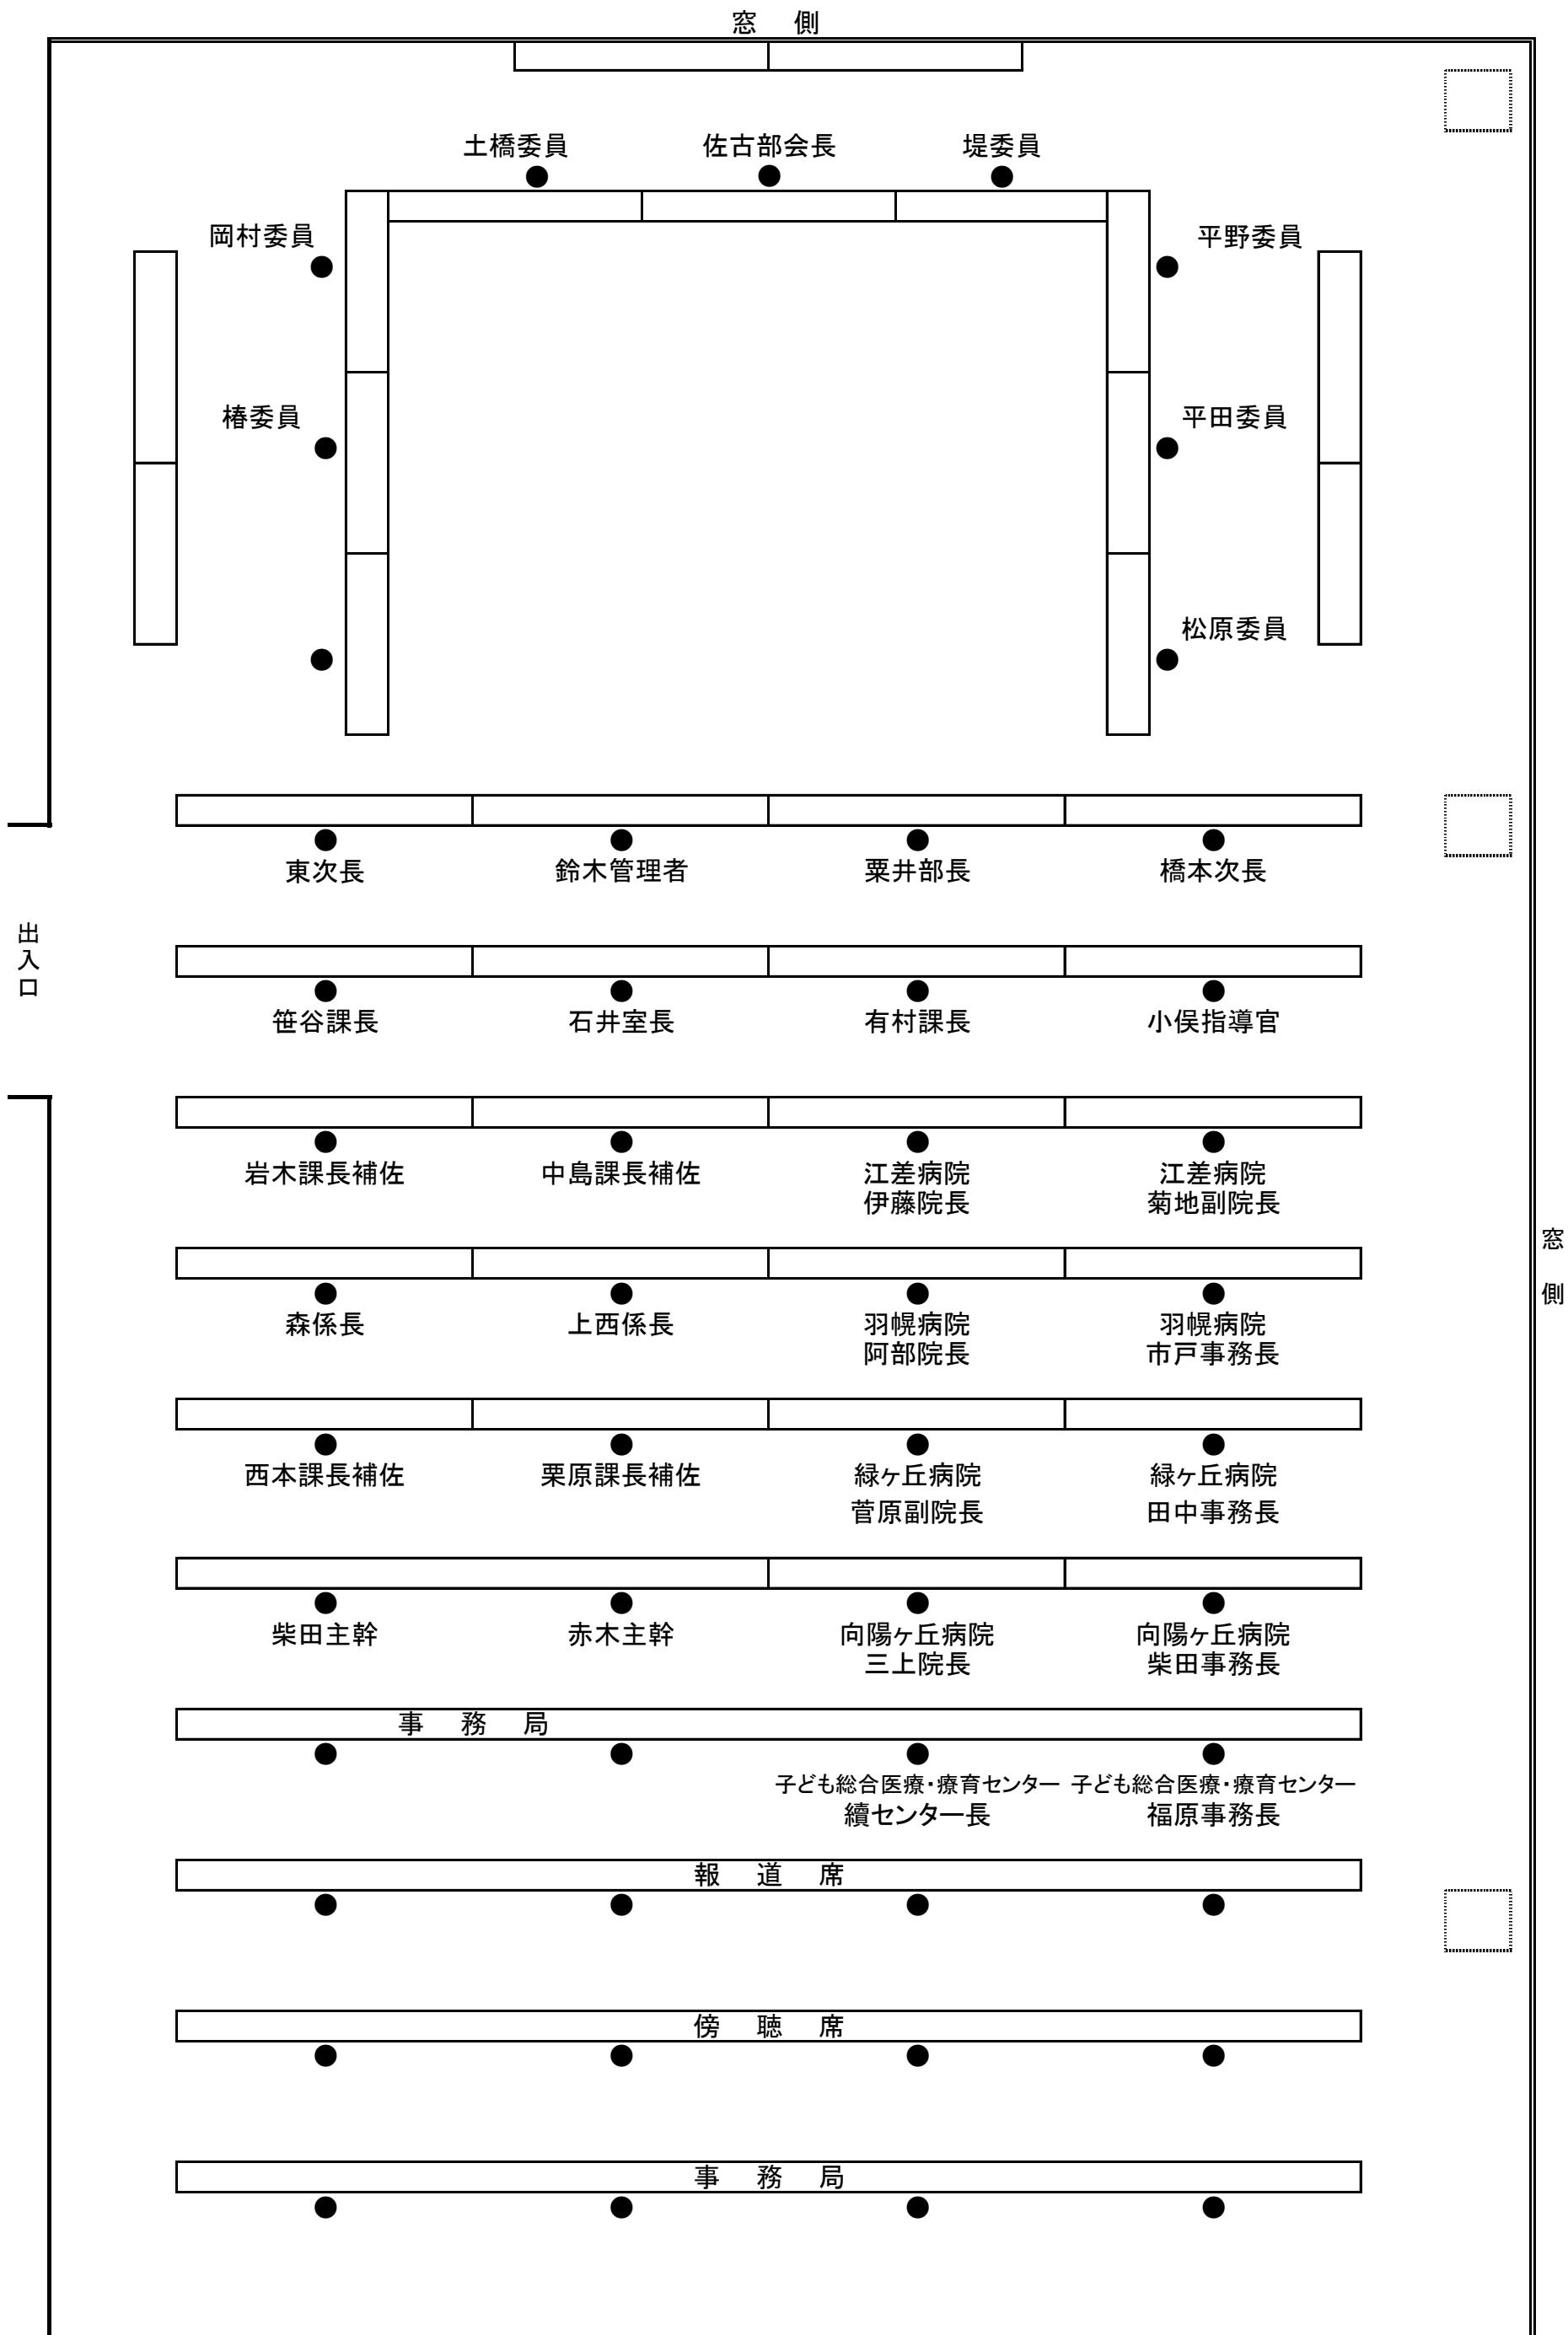 窓 側
土橋委員 佐古部会長 堤委員
岡村委員 平野委員
椿委員 平田委員
松原委員
東次長 鈴木管理者 粟井部長 橋本次長
出入口
笹谷課長 石井室長 有村課長 小俣指導官
岩木課長補佐 中島課長補佐 江差病院 江差病院
伊藤院長 菊地副院長
窓 側
森係長 上西係長 羽幌病院 羽幌病院
阿部院長 市戸事務長
西本課長補佐 栗原課長補佐 緑ヶ丘病院 緑ヶ丘病院
菅原副院長 田中事務長
柴田主幹 赤木主幹 向陽ヶ丘病院 向陽ヶ丘病院
三上院長 柴田事務長
事 務 局
子ども総合医療・療育センター 子ども総合医療・療育センター
續センター長 福原事務長
報 道 席
傍 聴 席
事 務 局